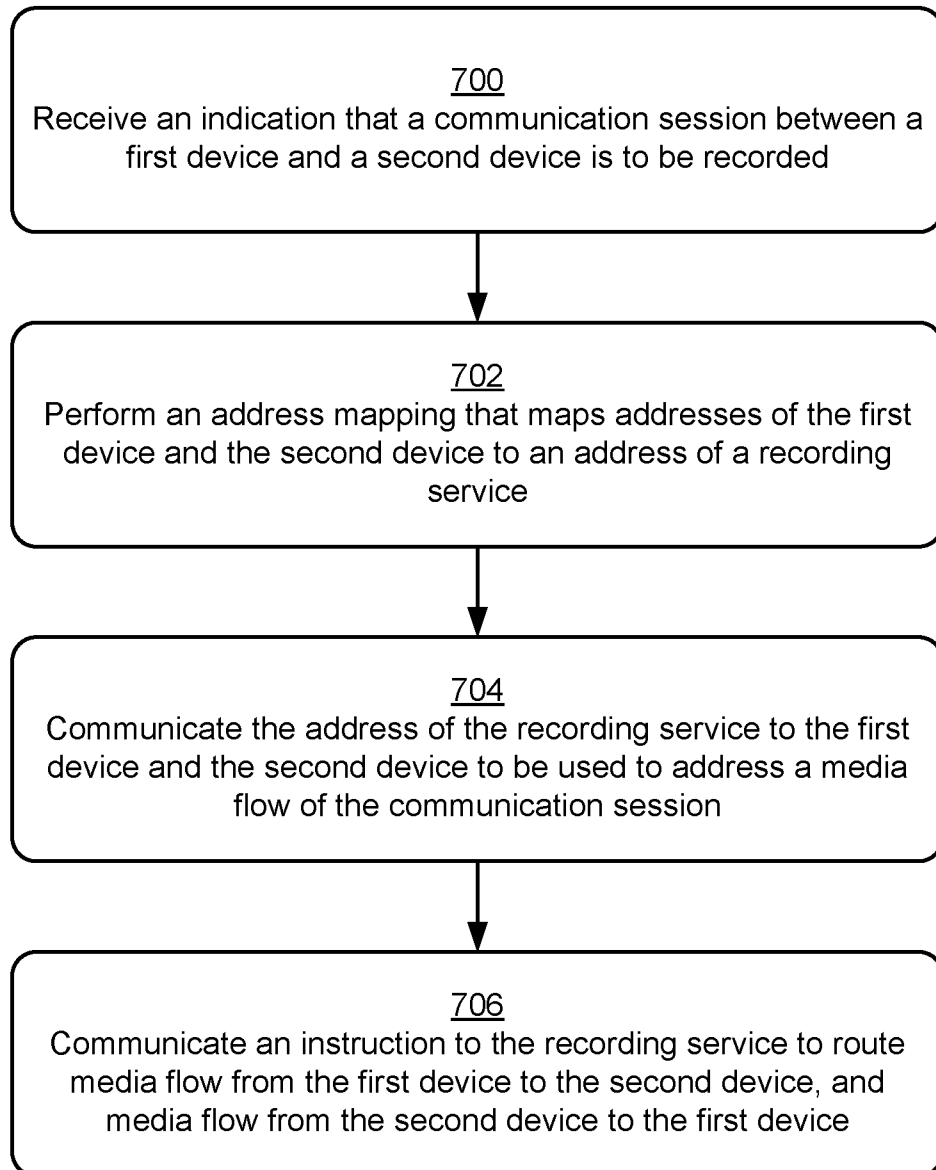 700
Receive an indication that a communication session between a
first device and a second device is to be recorded
702
Perform an address mapping that maps addresses of the first
device and the second device to an address of a recording
service
704
Communicate the address of the recording service to the first
device and the second device to be used to address a media
flow of the communication session
706
Communicate an instruction to the recording service to route
media flow from the first device to the second device, and
media flow from the second device to the first device